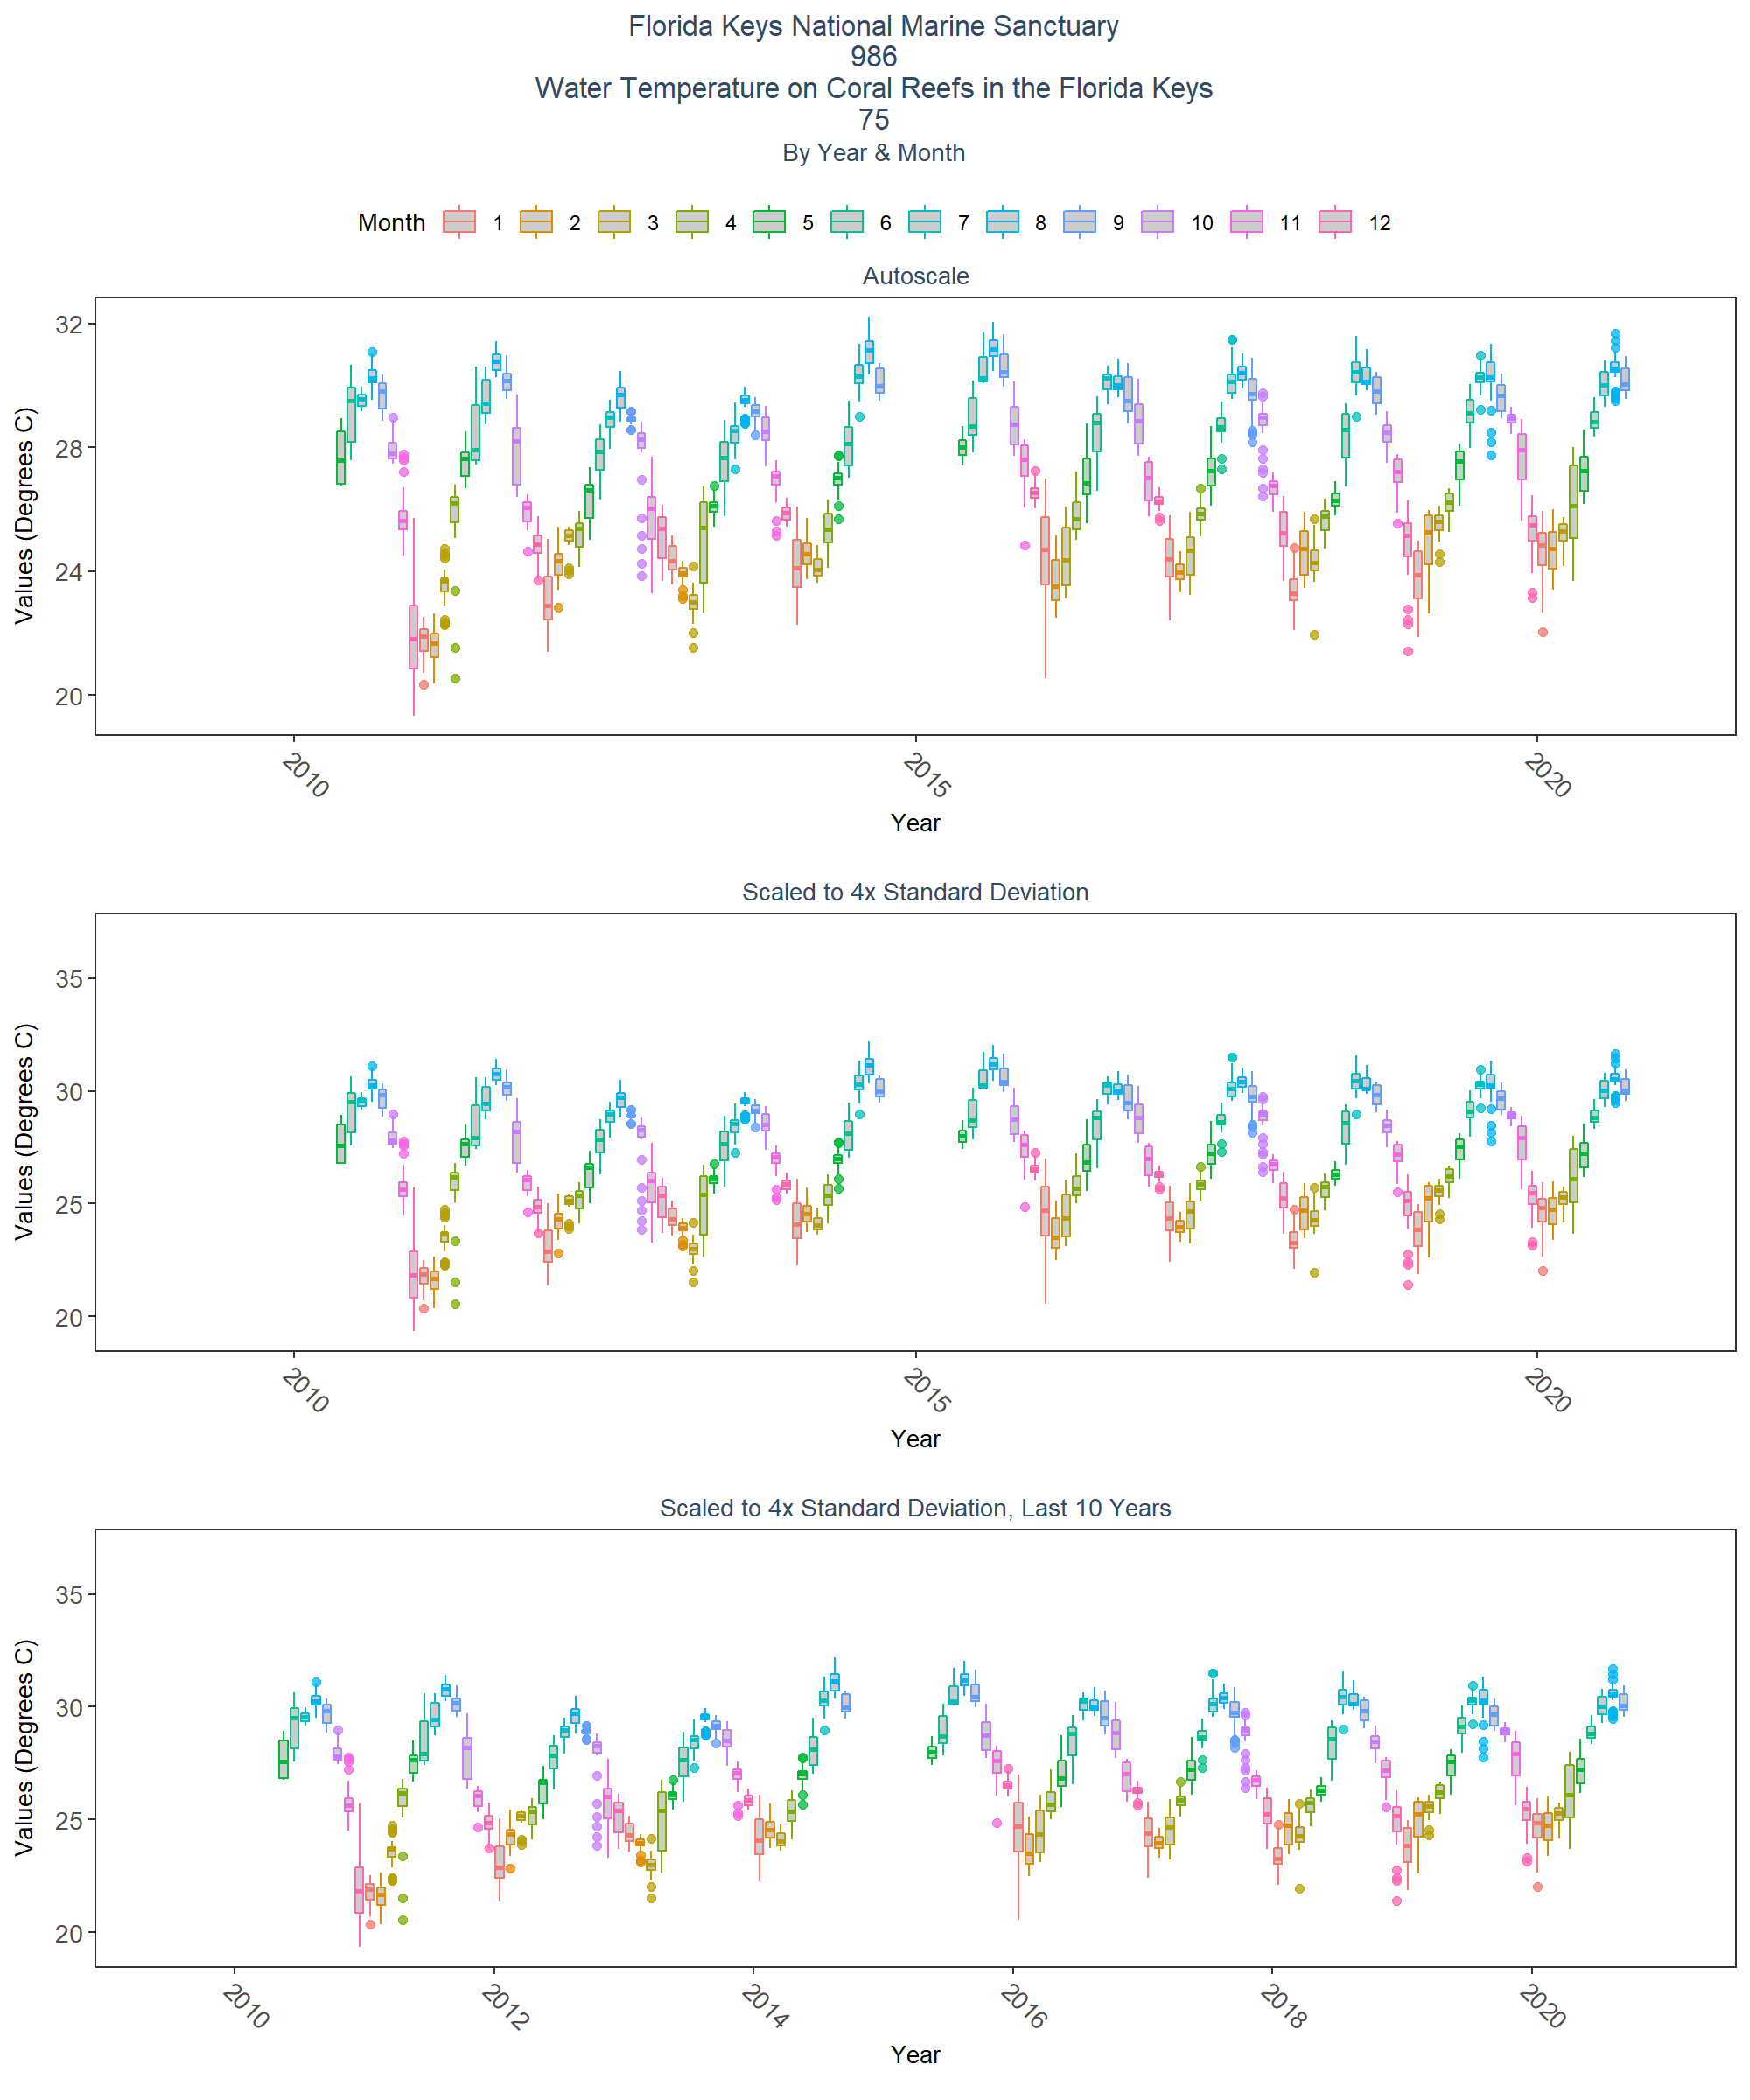 Florida Keys National Marine Sanctuary
986
Water Temperature on Coral Reefs in the Florida Keys
75
By Year & Month
Month 1 2 3 4 5 6 7 8 9 10 11 12
Autoscale
Values (Degrees C)
32
28
24
20
2010 2015 2020
Year
Scaled to 4x Standard Deviation
Values (Degrees C)
35
30
25
20
2010 2015 2020
Year
Scaled to 4x Standard Deviation, Last 10 Years
Values (Degrees C)
35
30
25
20
2010 2012 2014 2016 2018 2020
Year